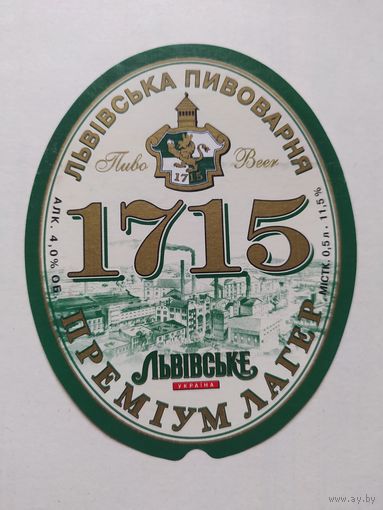 ЛЬВІВСЬКА ПИВОВАРНЯ
Пиво Beer
1715
1715
АЛК. 4,0% ОБ.
МІСТК. 0,5 л · 11,5%
ЛЬВІВСЬКЕ
УКРАЇНА
ПРЕМІУМ ЛАГЕР
www.ay.by